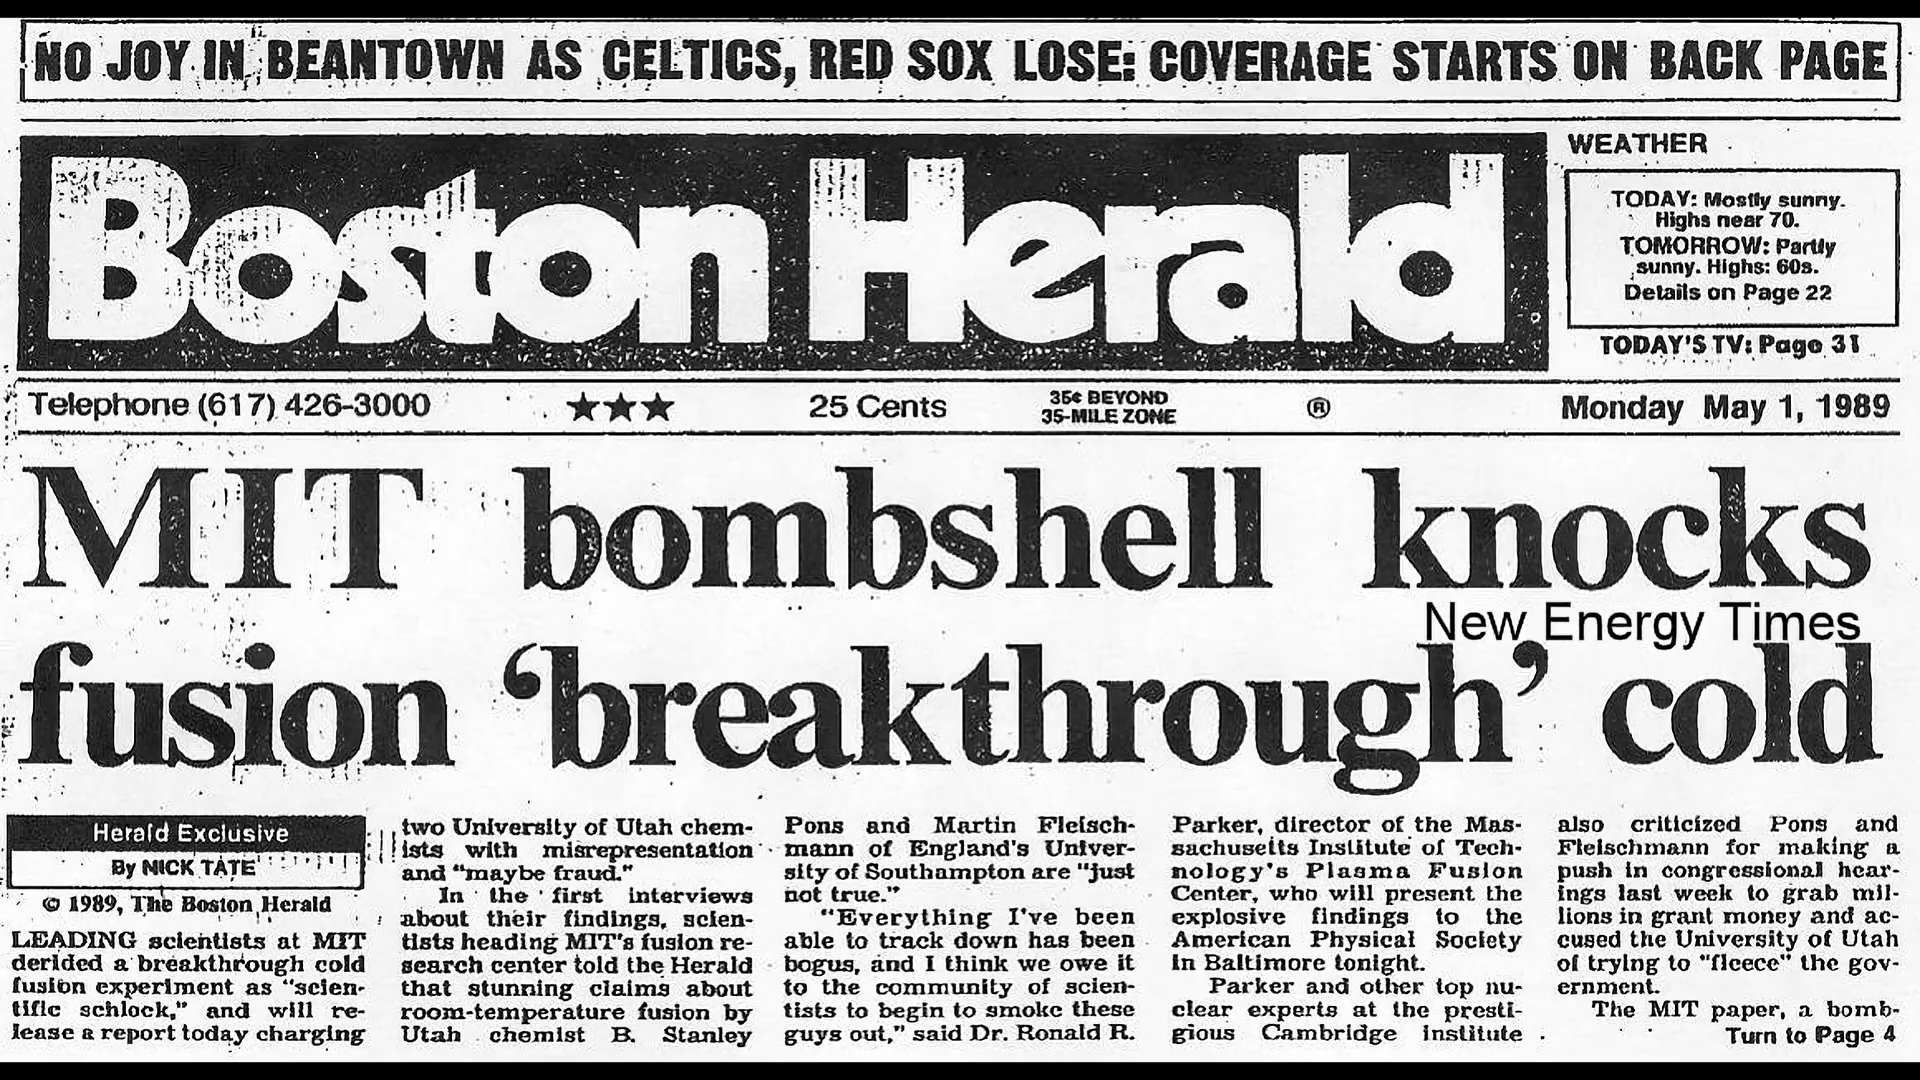 NO JOY IN BEANTOWN AS CELTICS, RED SOX LOSE: COVERAGE STARTS ON BACK PAGE
Boston Herald
WEATHER
TODAY: Mostly sunny.
Highs near 70.
TOMORROW: Partly
sunny. Highs: 60s.
Details on Page 22
TODAY'S TV: Page 31
Telephone (617) 426-3000
★★★
25 Cents
35¢ BEYOND
35-MILE ZONE
®
Monday May 1, 1989
MIT bombshell knocks
New Energy Times
fusion ‘breakthrough’ cold
Herald Exclusive
By NICK TATE
© 1989, The Boston Herald
LEADING scientists at MIT
derided a breakthrough cold
fusion experiment as "scien-
tific schlock," and will re-
lease a report today charging
two University of Utah chem-
ists with misrepresentation
and "maybe fraud."
In the first interviews
about their findings, scien-
tists heading MIT's fusion re-
search center told the Herald
that stunning claims about
room-temperature fusion by
Utah chemist B. Stanley
Pons and Martin Fleisch-
mann of England's Univer-
sity of Southampton are "just
not true."
"Everything I've been
able to track down has been
bogus, and I think we owe it
to the community of scien-
tists to begin to smoke these
guys out," said Dr. Ronald R.
Parker, director of the Mas-
sachusetts Institute of Tech-
nology's Plasma Fusion
Center, who will present the
explosive findings to the
American Physical Society
in Baltimore tonight.
Parker and other top nu-
clear experts at the presti-
gious Cambridge institute
also criticized Pons and
Fleischmann for making a
push in congressional hear-
ings last week to grab mil-
lions in grant money and ac-
cused the University of Utah
of trying to "fleece" the gov-
ernment.
The MIT paper, a bomb-
Turn to Page 4